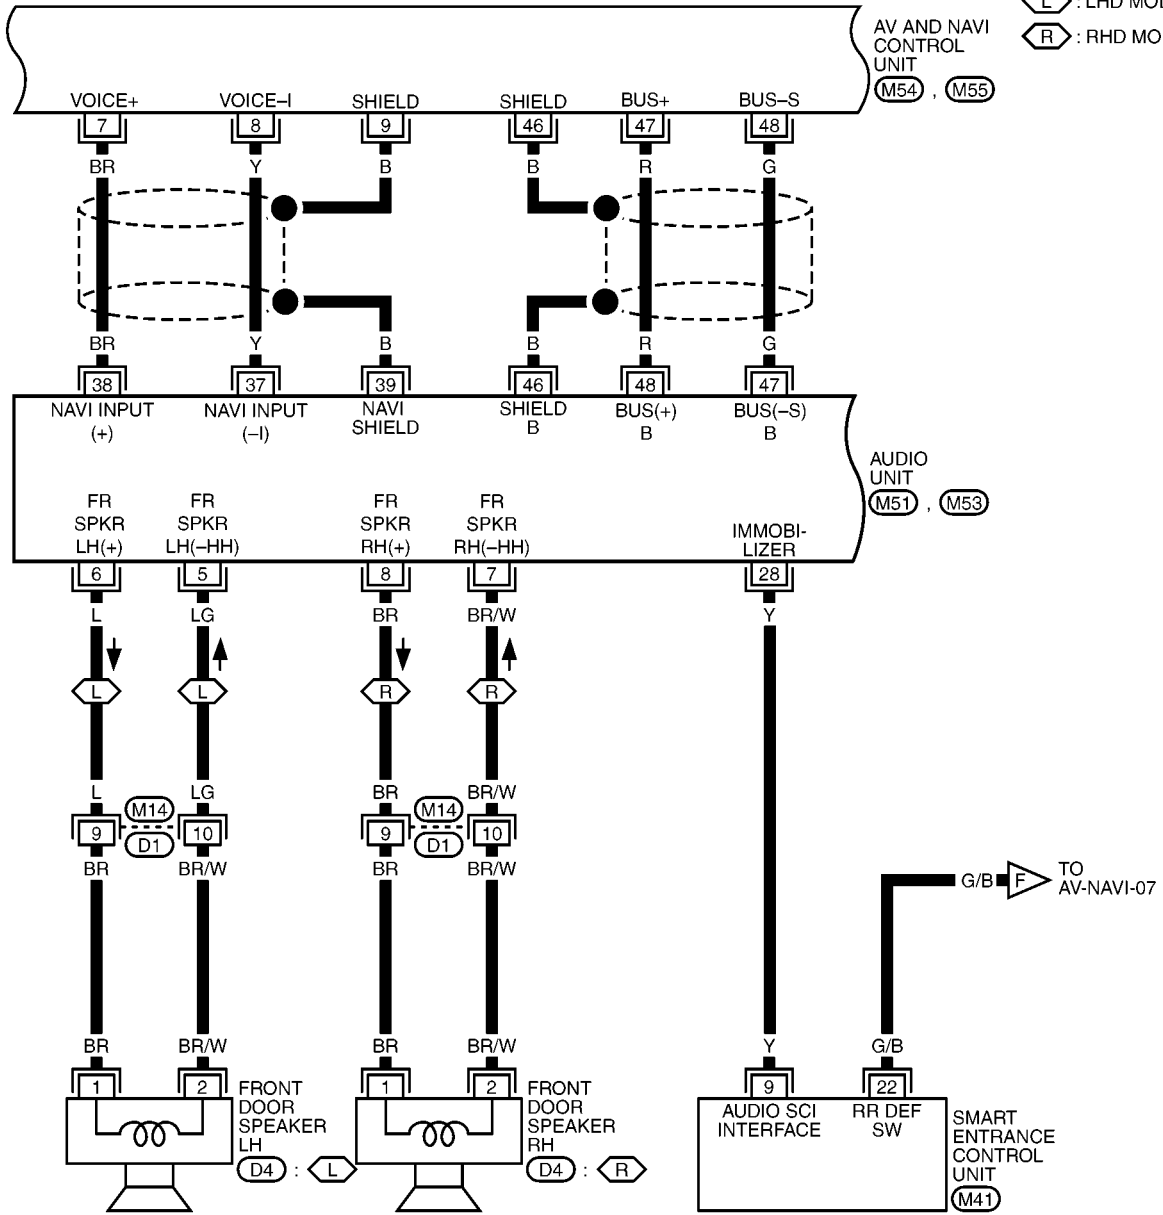 L : LHD MOD
AV AND NAVI
CONTROL
UNIT
M54 , M55
R : RHD MO
VOICE+ VOICE–I SHIELD SHIELD BUS+ BUS–S
7 8 9 46 47 48
BR Y B B R G
BR Y B B R G
38 37 39 46 48 47
NAVI INPUT (+)
NAVI INPUT (–I)
NAVI SHIELD
SHIELD B
BUS(+) B
BUS(–S) B
AUDIO
UNIT
M51 , M53
FR SPKR LH(+)
FR SPKR LH(–HH)
FR SPKR RH(+)
FR SPKR RH(–HH)
IMMOBI-
LIZER
6 5 8 7 28
L LG BR BR/W Y
L L R R
L LG BR BR/W
M14 M14
9 10 9 10
D1 D1
BR BR/W BR BR/W
G/B F TO
AV-NAVI-07
BR BR/W BR BR/W Y G/B
1 2 1 2 9 22
FRONT
DOOR
SPEAKER
LH
D4 : L
FRONT
DOOR
SPEAKER
RH
D4 : R
AUDIO SCI
INTERFACE
RR DEF
SW
SMART
ENTRANCE
CONTROL
UNIT
M41